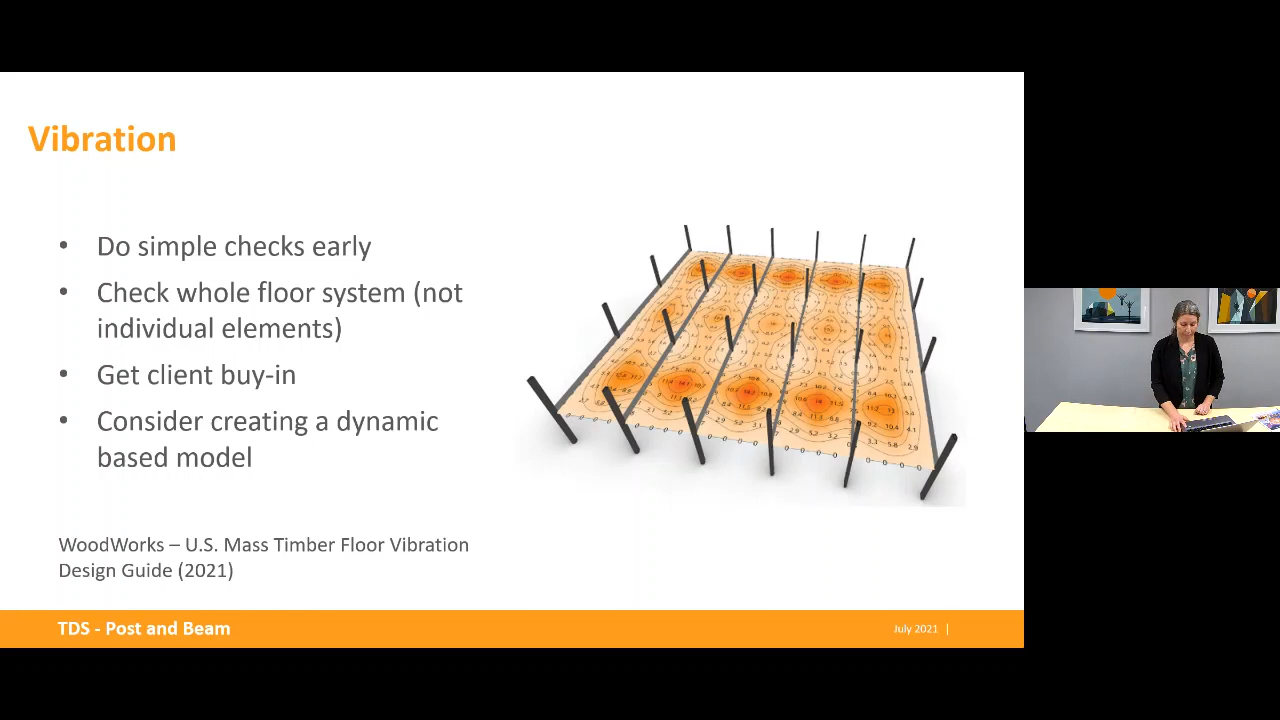 Vibration
• Do simple checks early
• Check whole floor system (not
individual elements)
• Get client buy-in
• Consider creating a dynamic
based model
WoodWorks – U.S. Mass Timber Floor Vibration
Design Guide (2021)
TDS - Post and Beam
July 2021 |